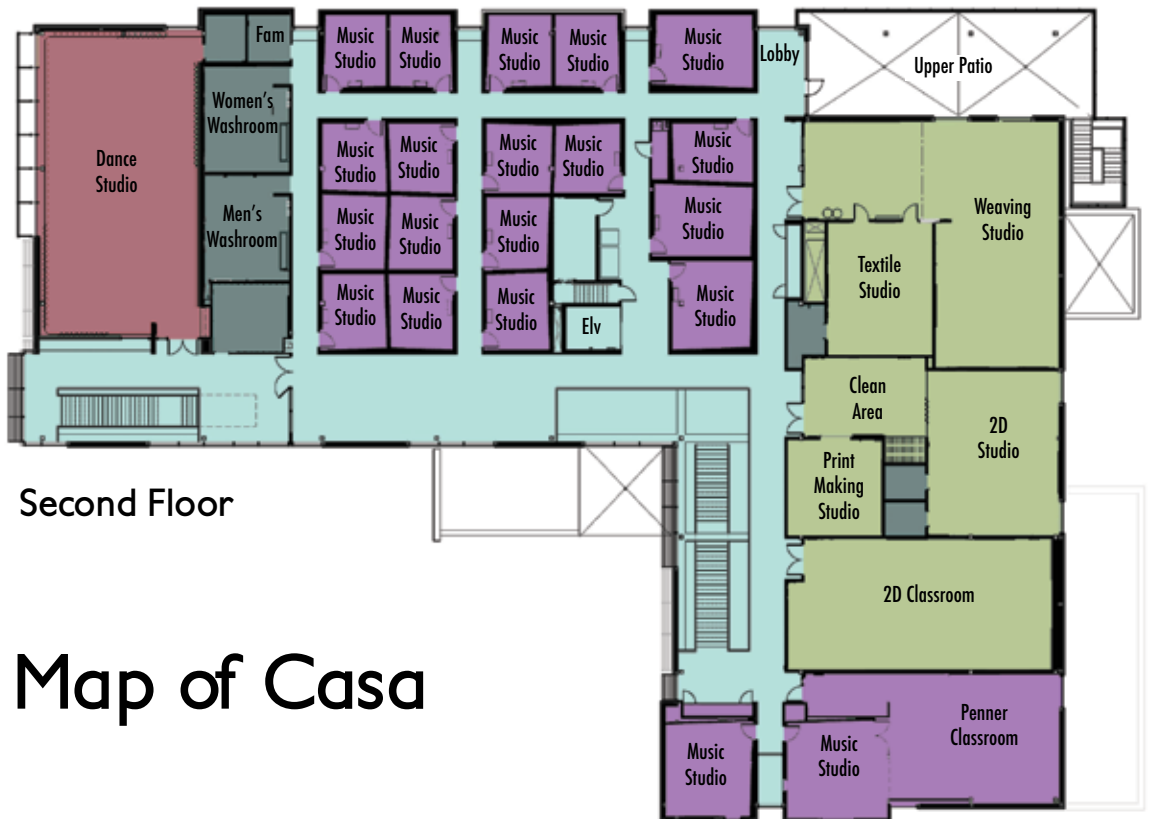 Fam
Music
Studio
Music
Studio
Music
Studio
Music
Studio
Music
Studio
Lobby
Upper Patio
Women's
Washroom
Dance
Studio
Music
Studio
Music
Studio
Music
Studio
Music
Studio
Music
Studio
Men's
Washroom
Music
Studio
Music
Studio
Music
Studio
Music
Studio
Weaving
Studio
Textile
Studio
Music
Studio
Music
Studio
Music
Studio
Elv
Music
Studio
Clean
Area
2D
Studio
Print
Making
Studio
Second Floor
2D Classroom
Map of Casa
Music
Studio
Music
Studio
Penner
Classroom